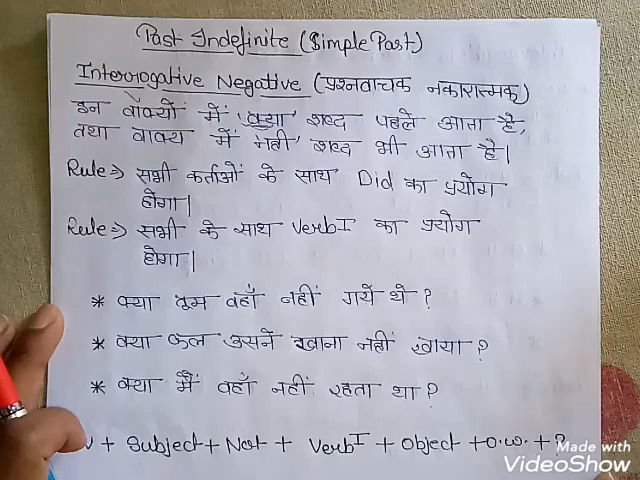 Past Indefinite (Simple Past)
Interrogative Negative (प्रश्नवाचक नकारात्मक)
इन वाक्यों में 'क्या' शब्द पहले आता है,
तथा वाक्य में 'नहीं' शब्द भी आता है।
Rule⇒ सभी कर्ताओं के साथ Did का प्रयोग
होगा।
Rule⇒ सभी के साथ VerbI का प्रयोग
होगा।
* क्या तुम वहाँ नहीं गये थे ?
* क्या कल उसने खाना नहीं खाया ?
* क्या मैं वहाँ नहीं रहता था ?
+ Subject + Not + VerbI + Object + o.w. + ?
Made with
VideoShow